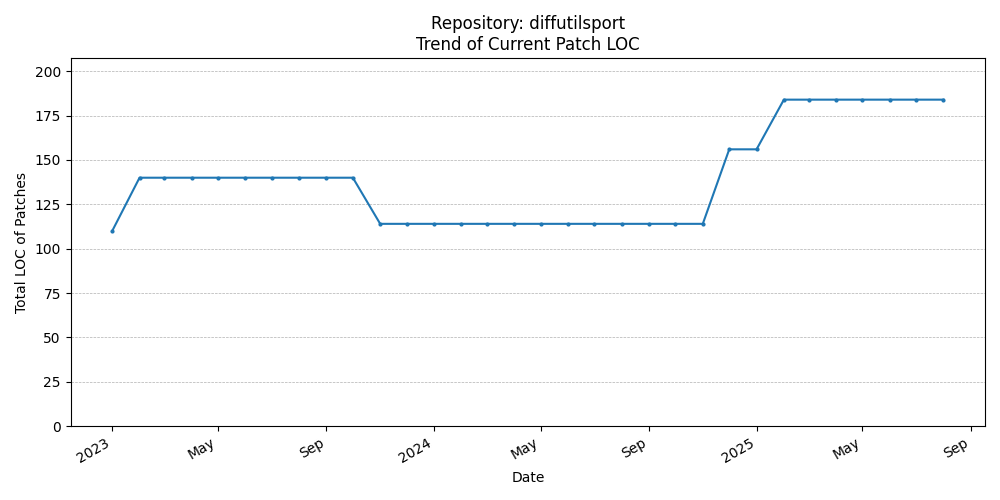 Repository: diffutilsport
Trend of Current Patch LOC
Total LOC of Patches
200
175
150
125
100
75
50
25
0
2023
May
Sep
2024
May
Sep
2025
May
Sep
Date